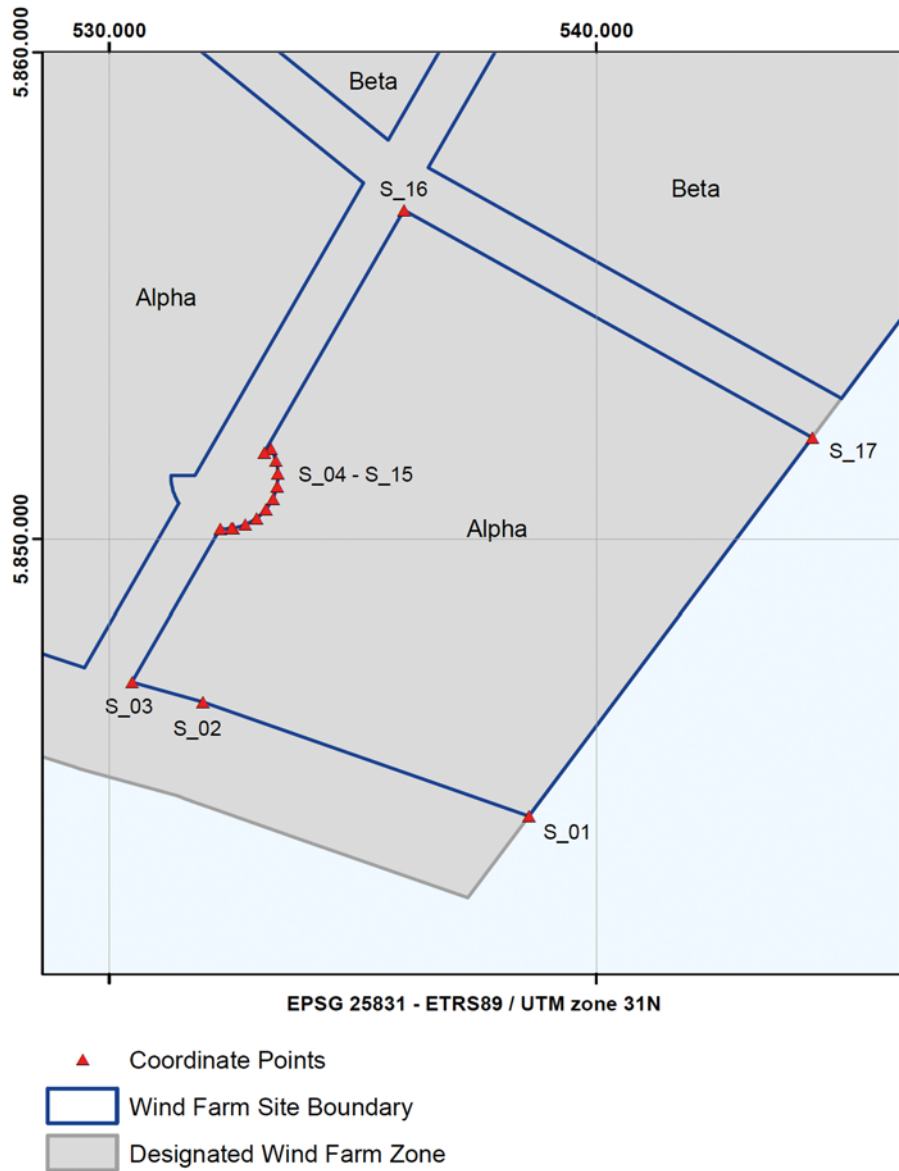 530.000
540.000
5.860.000
Beta
Beta
S_16
Alpha
S_17
S_04 - S_15
Alpha
5.850.000
S_03
S_02
S_01
EPSG 25831 - ETRS89 / UTM zone 31N
Coordinate Points
Wind Farm Site Boundary
Designated Wind Farm Zone